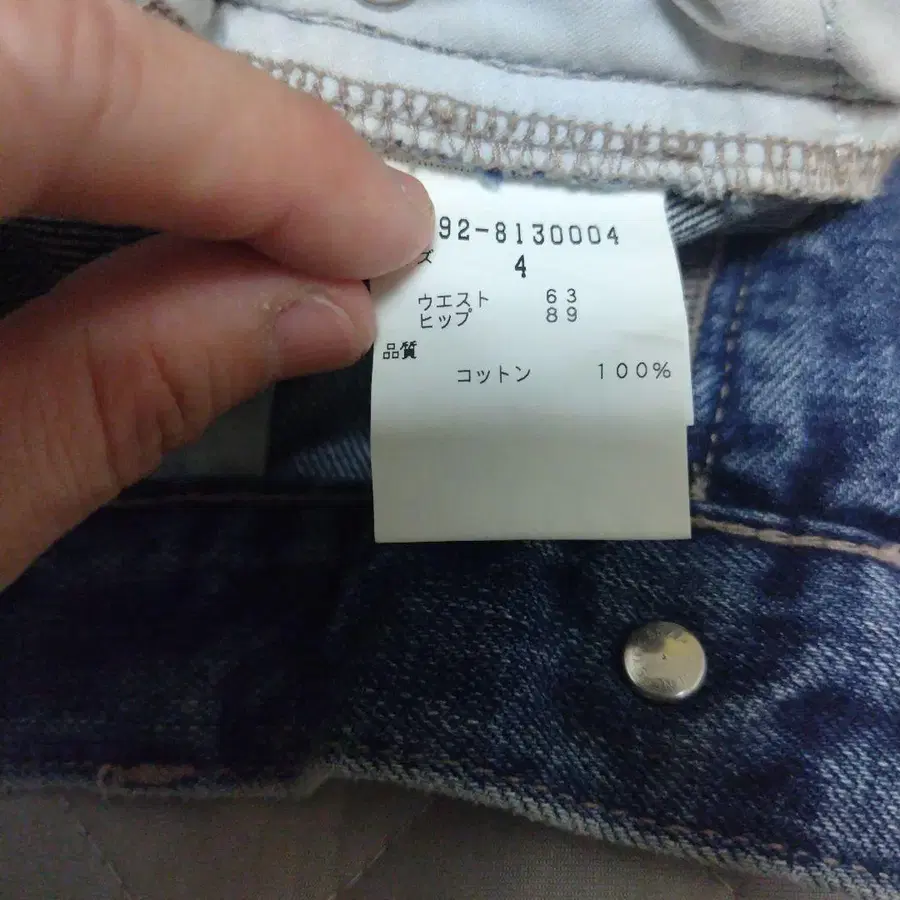 92-8130004
ズ 4
ウエスト 63
ヒップ 89
品質
コットン 100%